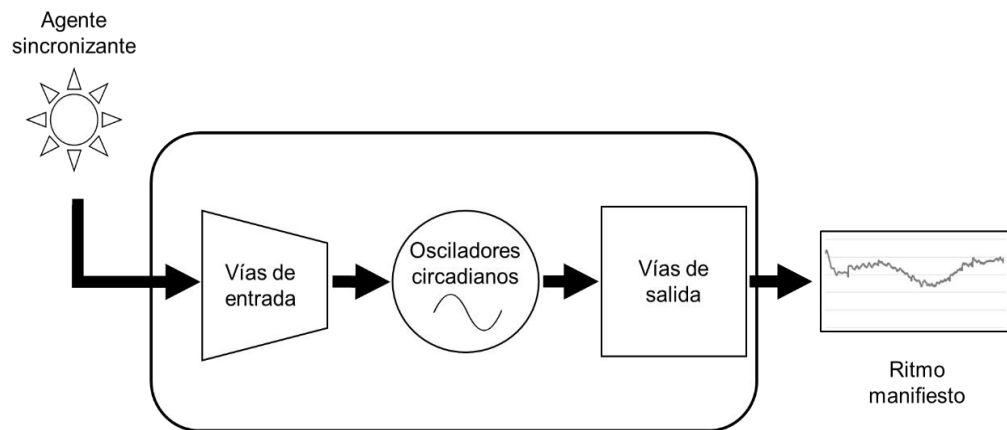 Agente
sincronizante
Vías de
entrada
Osciladores
circadianos
Vías de
salida
Ritmo
manifiesto